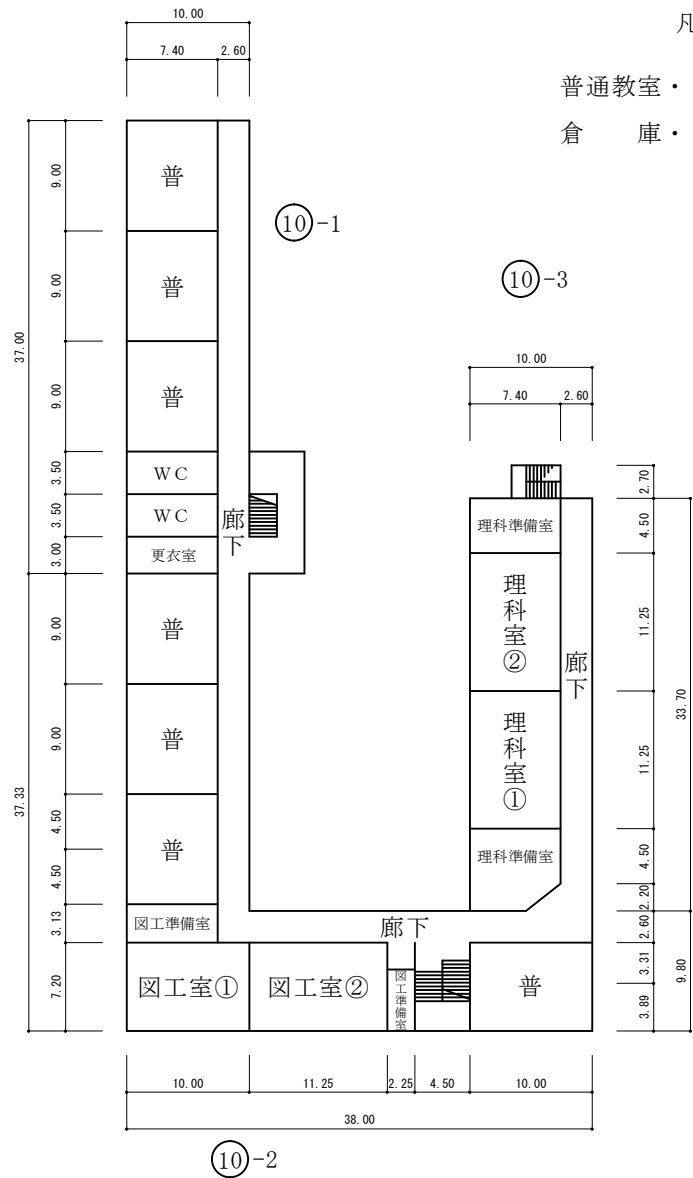 凡
普通教室・
倉 庫・
10.00
7.40 2.60
⑩-1
⑩-3
10.00
7.40 2.60
37.00
37.33
9.00
9.00
9.00
3.50
3.50
3.00
9.00
9.00
4.50
4.50
3.13
7.20
普
普
普
WC
WC
更衣室
廊下
普
普
普
図工準備室
図工室①
図工室②
図工準備室
廊下
普
理科準備室
理科室②
理科室①
理科準備室
廊下
2.70
4.50
11.25
11.25
4.50
2.20
2.60
3.31
3.89
33.70
9.80
10.00 11.25 2.25 4.50 10.00
38.00
⑩-2